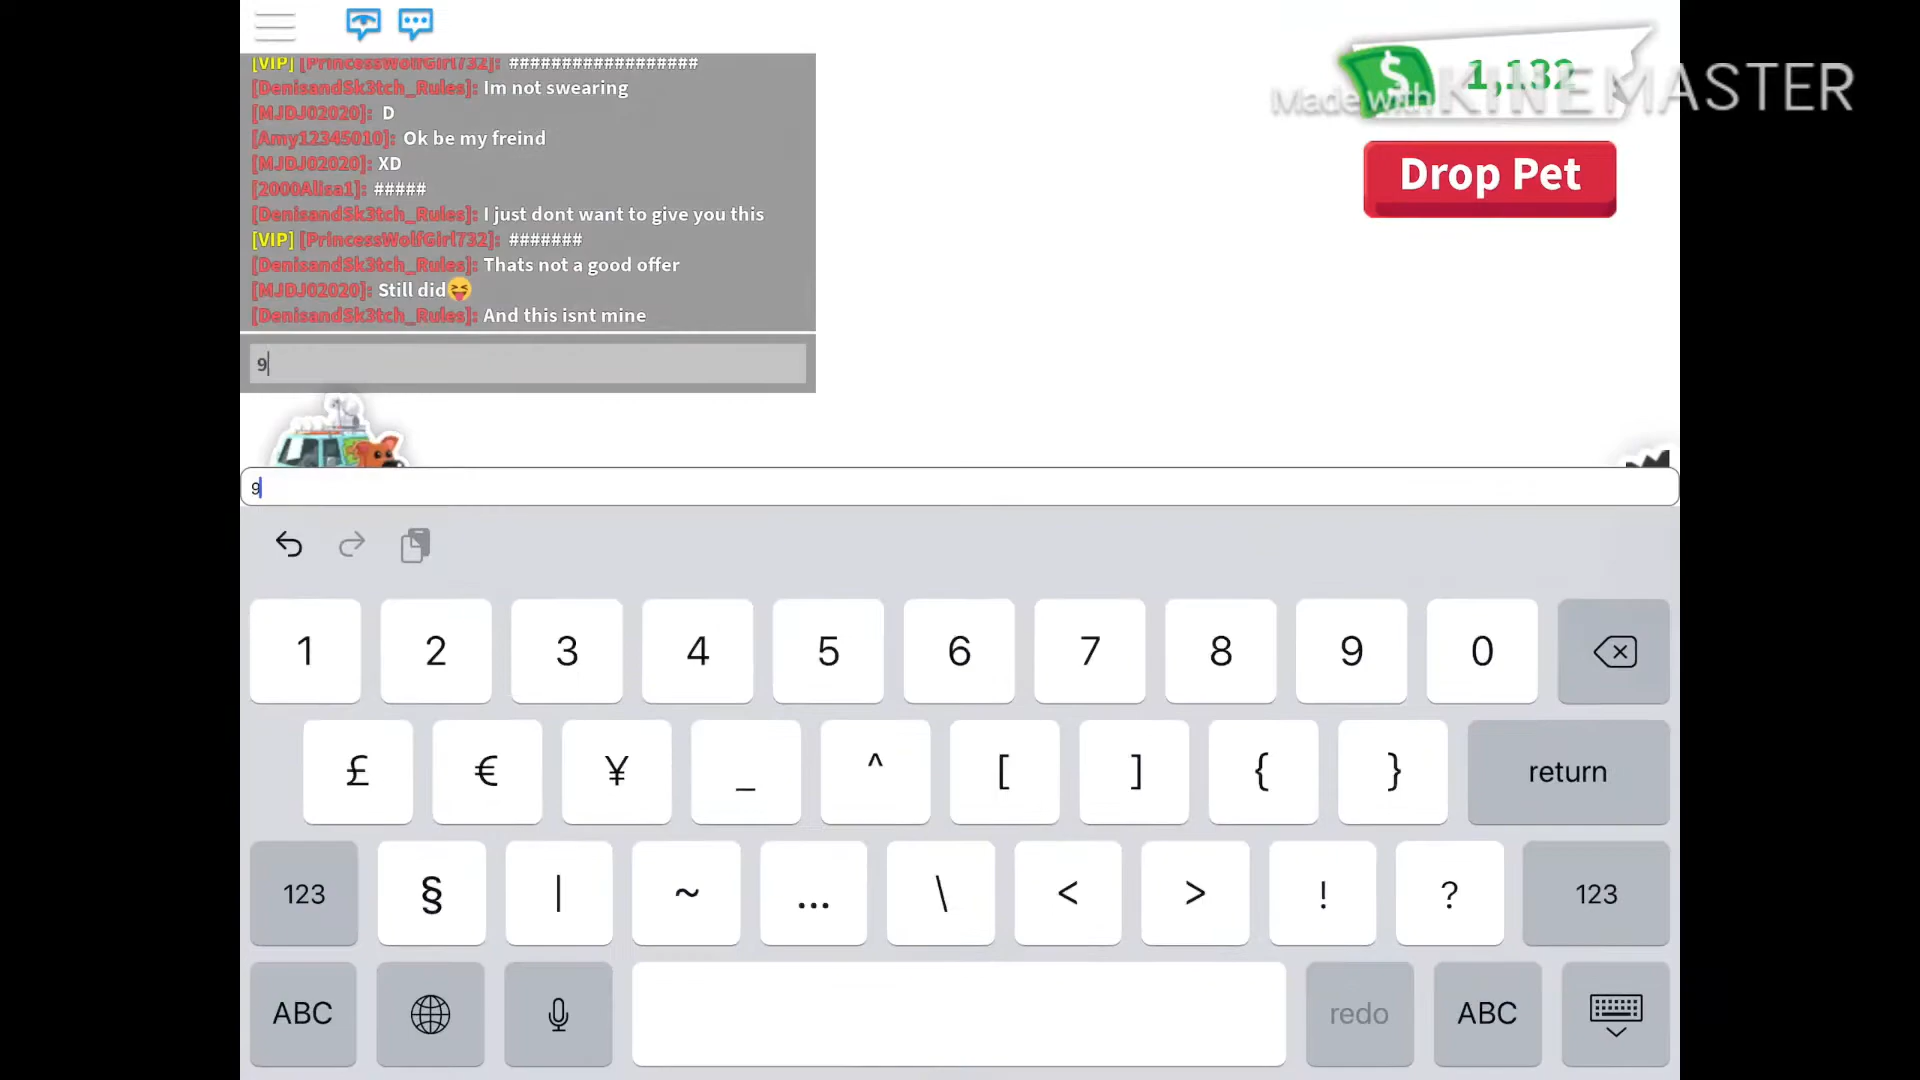 [VIP] [PrincessWolfGirl732]: ##################
[DenisandSk3tch_Rules]: Im not swearing
[MJDJ02020]: D
[Amy12345010]: Ok be my freind
[MJDJ02020]: XD
[2000Alisa1]: #####
[DenisandSk3tch_Rules]: I just dont want to give you this
[VIP] [PrincessWolfGirl732]: #######
[DenisandSk3tch_Rules]: Thats not a good offer
[MJDJ02020]: Still did😝
[DenisandSk3tch_Rules]: And this isnt mine
9
$ 1,132
Made with KINEMASTER
Drop Pet
9
1 2 3 4 5 6 7 8 9 0
£ € ¥ _ ^ [ ] { } return
123 § | ~ ... \ < > ! ? 123
ABC redo ABC